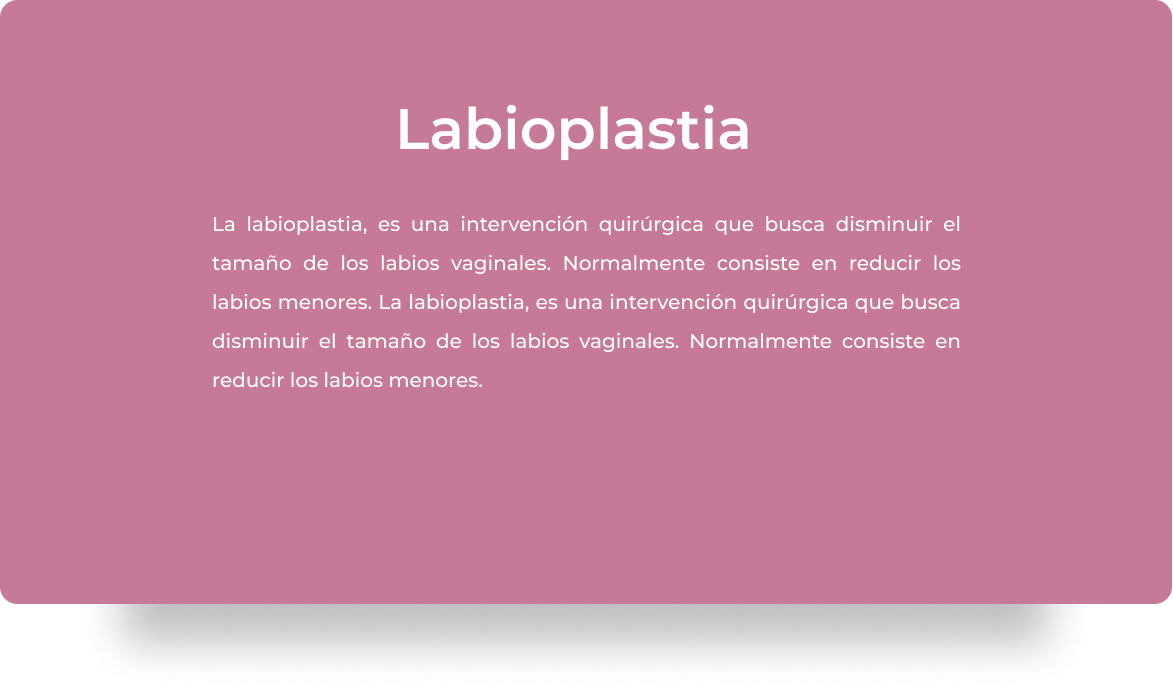 Labioplastia
La labioplastia, es una intervención quirúrgica que busca disminuir el
tamaño de los labios vaginales. Normalmente consiste en reducir los
labios menores. La labioplastia, es una intervención quirúrgica que busca
disminuir el tamaño de los labios vaginales. Normalmente consiste en
reducir los labios menores.